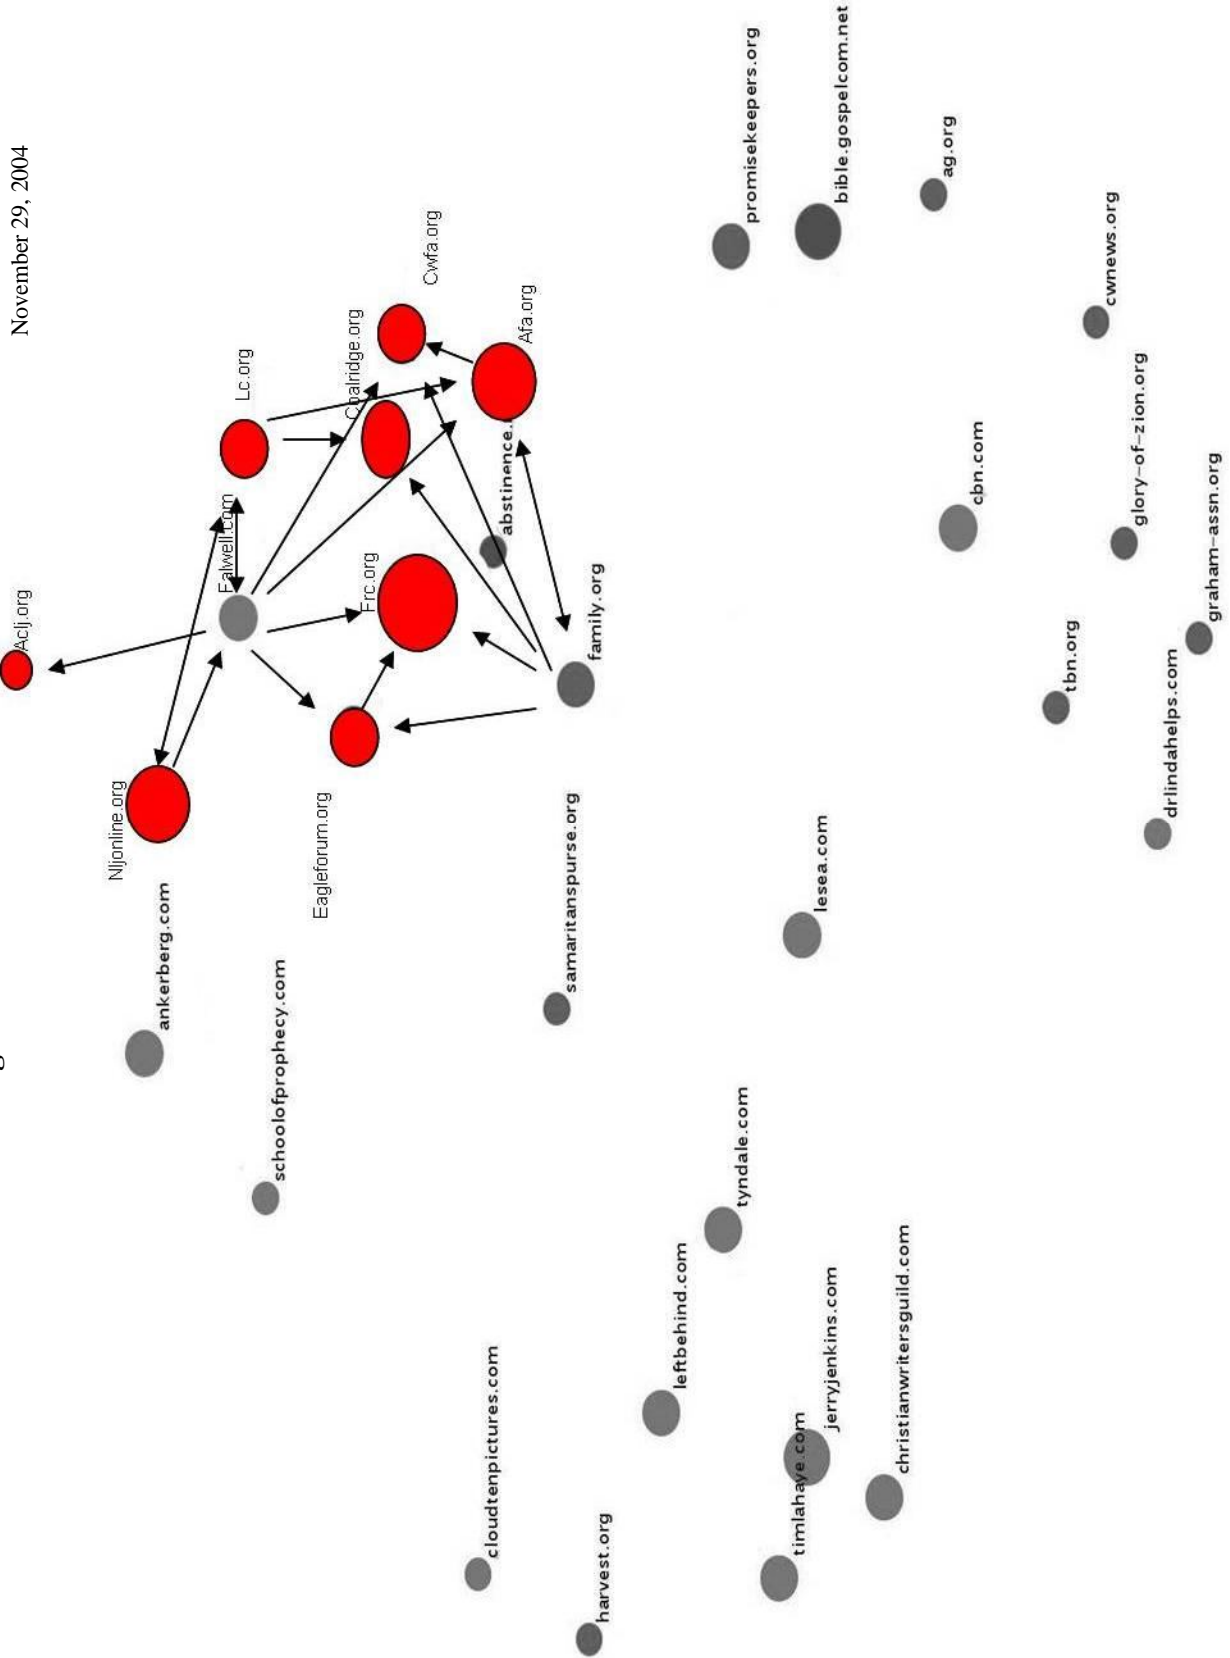 November 29, 2004
Aclj.org
Nljonline.org
ankerberg.com
Falwell.com
Lc.org
schoolofprophecy.com
Eagleforum.org
Coalridge.org
Frc.org
Cwfa.org
cloudtenpictures.com
abstinence.
Afa.org
samaritanspurse.org
family.org
harvest.org
leftbehind.com
tyndale.com
promisekeepers.org
timlahaye.com
lesea.com
jerryjenkins.com
bible.gospelcom.net
christianwritersguild.com
ag.org
cbn.com
tbn.org
cwnews.org
glory-of-zion.org
drlindahelps.com
graham-assn.org